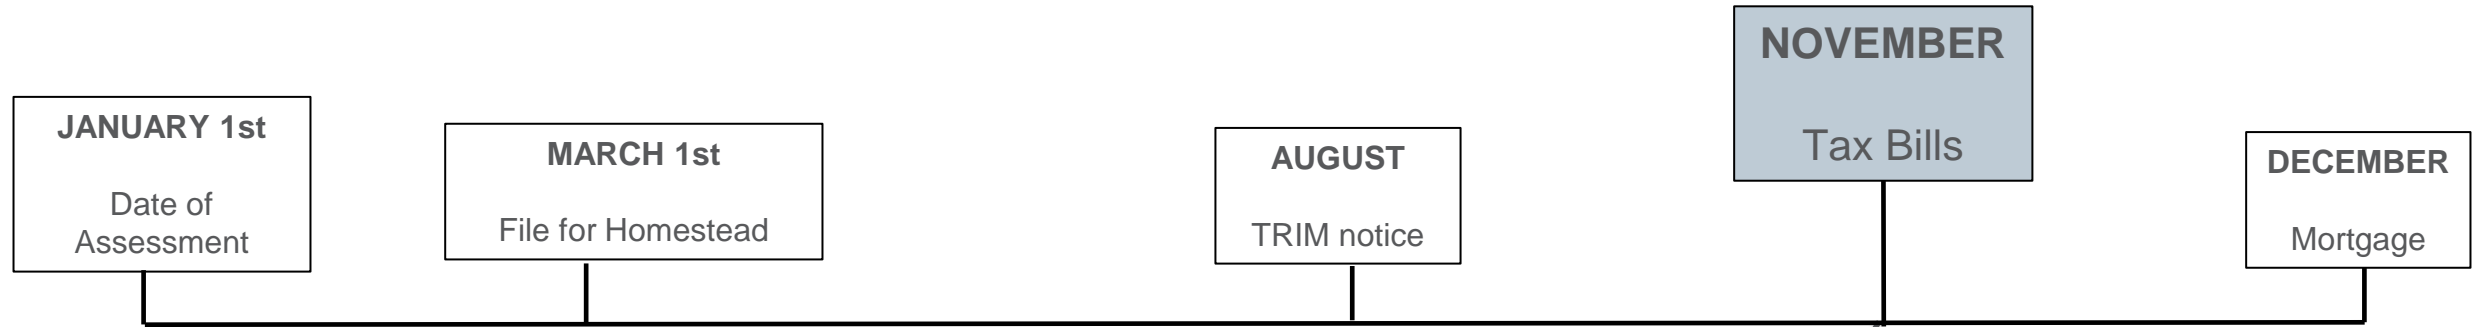 JANUARY 1st
Date of
Assessment
MARCH 1st
File for Homestead
AUGUST
TRIM notice
NOVEMBER
Tax Bills
DECEMBER
Mortgage